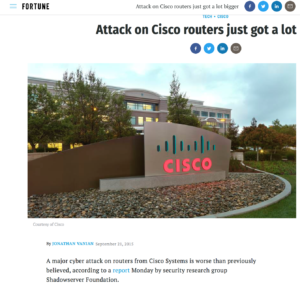 FORTUNE
Attack on Cisco routers just got a lot bigger
TECH • CISCO
Attack on Cisco routers just got a lot
CISCO
Courtesy of Cisco
By JONATHAN VANIAN September 21, 2015
A major cyber attack on routers from Cisco Systems is worse than previously
believed, according to a report Monday by security research group
Shadowserver Foundation.